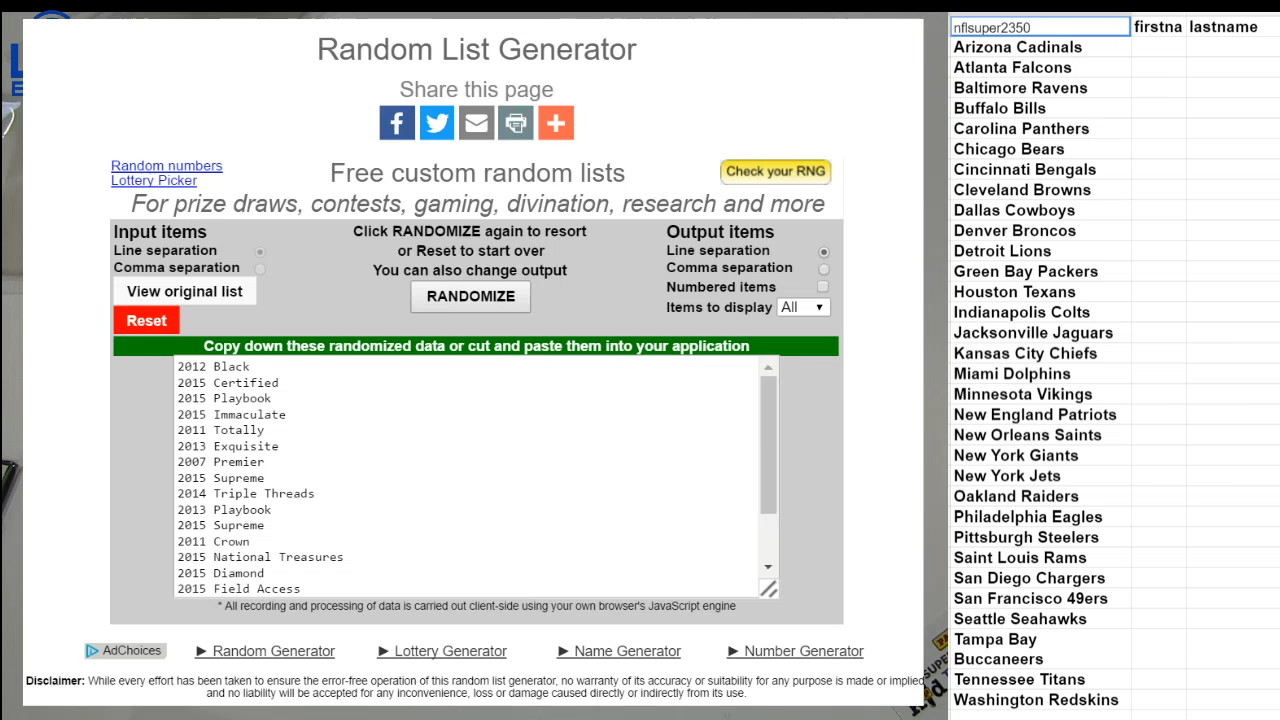 Random List Generator
Share this page
Random numbers
Lottery Picker
Free custom random lists
Check your RNG
For prize draws, contests, gaming, divination, research and more
Input items
Line separation
Comma separation
View original list
Reset
Click RANDOMIZE again to resort
or Reset to start over
You can also change output
RANDOMIZE
Output items
Line separation
Comma separation
Numbered items
Items to display All
Copy down these randomized data or cut and paste them into your application
2012 Black
2015 Certified
2015 Playbook
2015 Immaculate
2011 Totally
2013 Exquisite
2007 Premier
2015 Supreme
2014 Triple Threads
2013 Playbook
2015 Supreme
2011 Crown
2015 National Treasures
2015 Diamond
2015 Field Access
* All recording and processing of data is carried out client-side using your own browser's JavaScript engine
AdChoices
► Random Generator
► Lottery Generator
► Name Generator
► Number Generator
Disclaimer: While every effort has been taken to ensure the error-free operation of this random list generator, no warranty of its accuracy or suitability for any purpose is made or implied
and no liability will be accepted for any inconvenience, loss or damage caused directly or indirectly from its use.
nflsuper2350 firstna lastname
Arizona Cadinals
Atlanta Falcons
Baltimore Ravens
Buffalo Bills
Carolina Panthers
Chicago Bears
Cincinnati Bengals
Cleveland Browns
Dallas Cowboys
Denver Broncos
Detroit Lions
Green Bay Packers
Houston Texans
Indianapolis Colts
Jacksonville Jaguars
Kansas City Chiefs
Miami Dolphins
Minnesota Vikings
New England Patriots
New Orleans Saints
New York Giants
New York Jets
Oakland Raiders
Philadelphia Eagles
Pittsburgh Steelers
Saint Louis Rams
San Diego Chargers
San Francisco 49ers
Seattle Seahawks
Tampa Bay
Buccaneers
Tennessee Titans
Washington Redskins